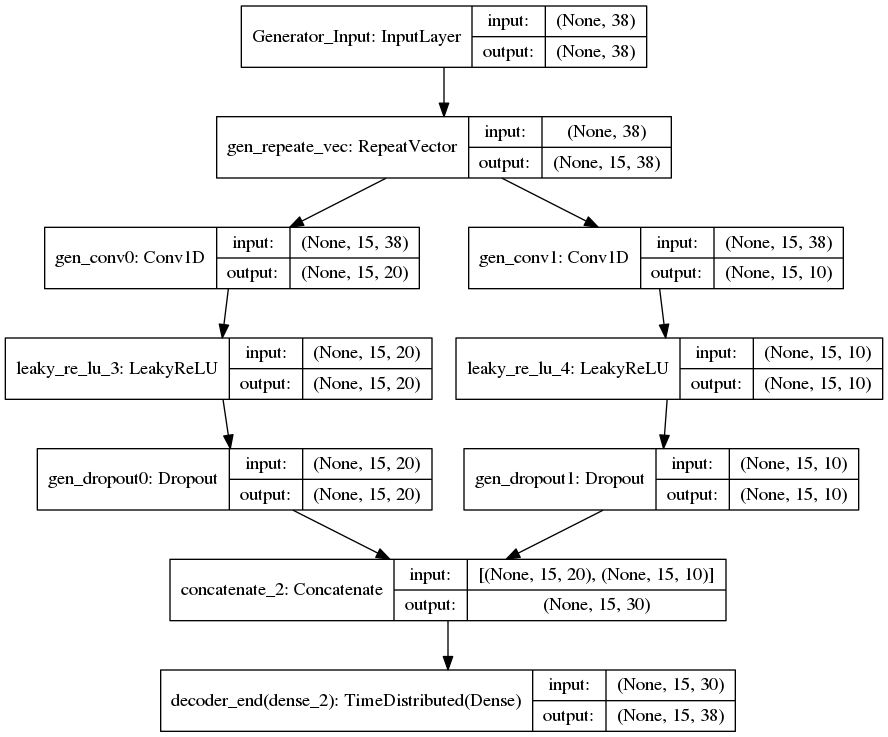 Generator_Input: InputLayer
input: (None, 38)
output: (None, 38)
gen_repeate_vec: RepeatVector
input: (None, 38)
output: (None, 15, 38)
gen_conv0: Conv1D
input: (None, 15, 38)
output: (None, 15, 20)
gen_conv1: Conv1D
input: (None, 15, 38)
output: (None, 15, 10)
leaky_re_lu_3: LeakyReLU
input: (None, 15, 20)
output: (None, 15, 20)
leaky_re_lu_4: LeakyReLU
input: (None, 15, 10)
output: (None, 15, 10)
gen_dropout0: Dropout
input: (None, 15, 20)
output: (None, 15, 20)
gen_dropout1: Dropout
input: (None, 15, 10)
output: (None, 15, 10)
concatenate_2: Concatenate
input: [(None, 15, 20), (None, 15, 10)]
output: (None, 15, 30)
decoder_end(dense_2): TimeDistributed(Dense)
input: (None, 15, 30)
output: (None, 15, 38)